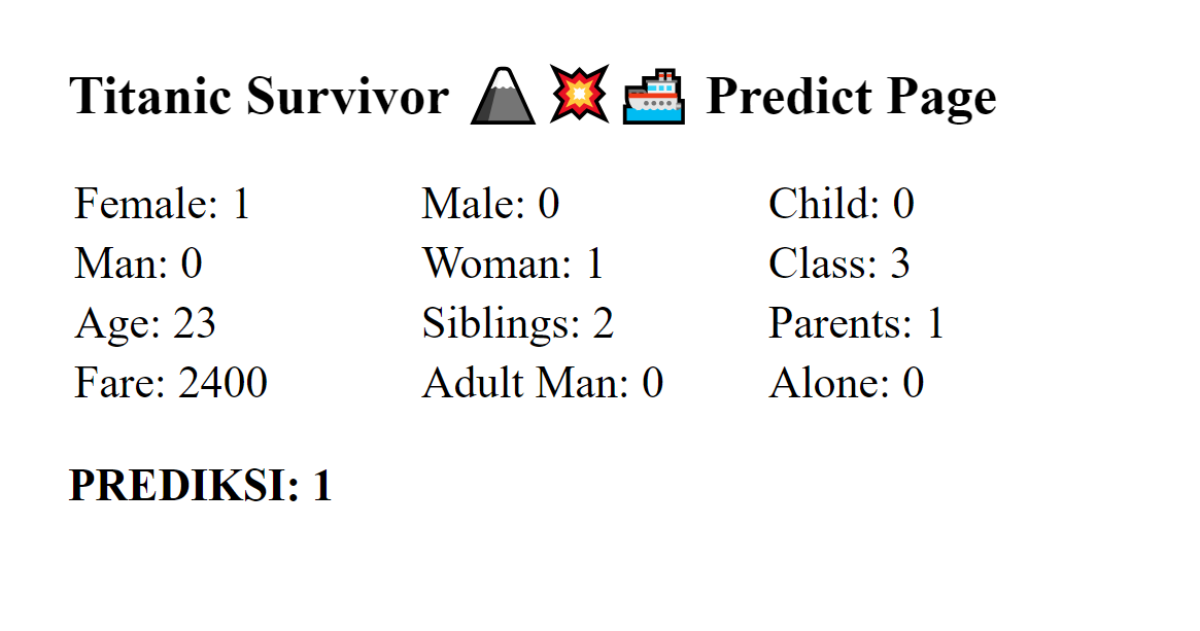 Titanic Survivor 🗻💥🚢 Predict Page
Female: 1 Male: 0 Child: 0
Man: 0 Woman: 1 Class: 3
Age: 23 Siblings: 2 Parents: 1
Fare: 2400 Adult Man: 0 Alone: 0
PREDIKSI: 1